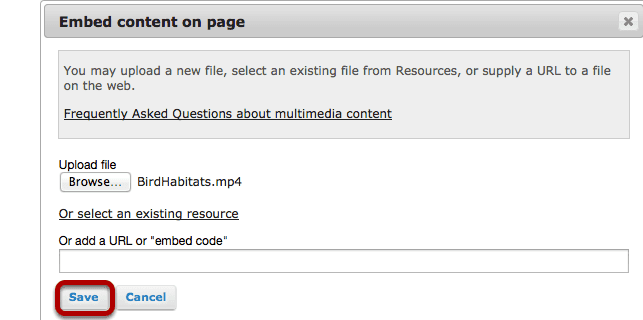 Embed content on page
You may upload a new file, select an existing file from Resources, or supply a URL to a file
on the web.
Frequently Asked Questions about multimedia content
Upload file
Browse... BirdHabitats.mp4
Or select an existing resource
Or add a URL or "embed code"
Save Cancel